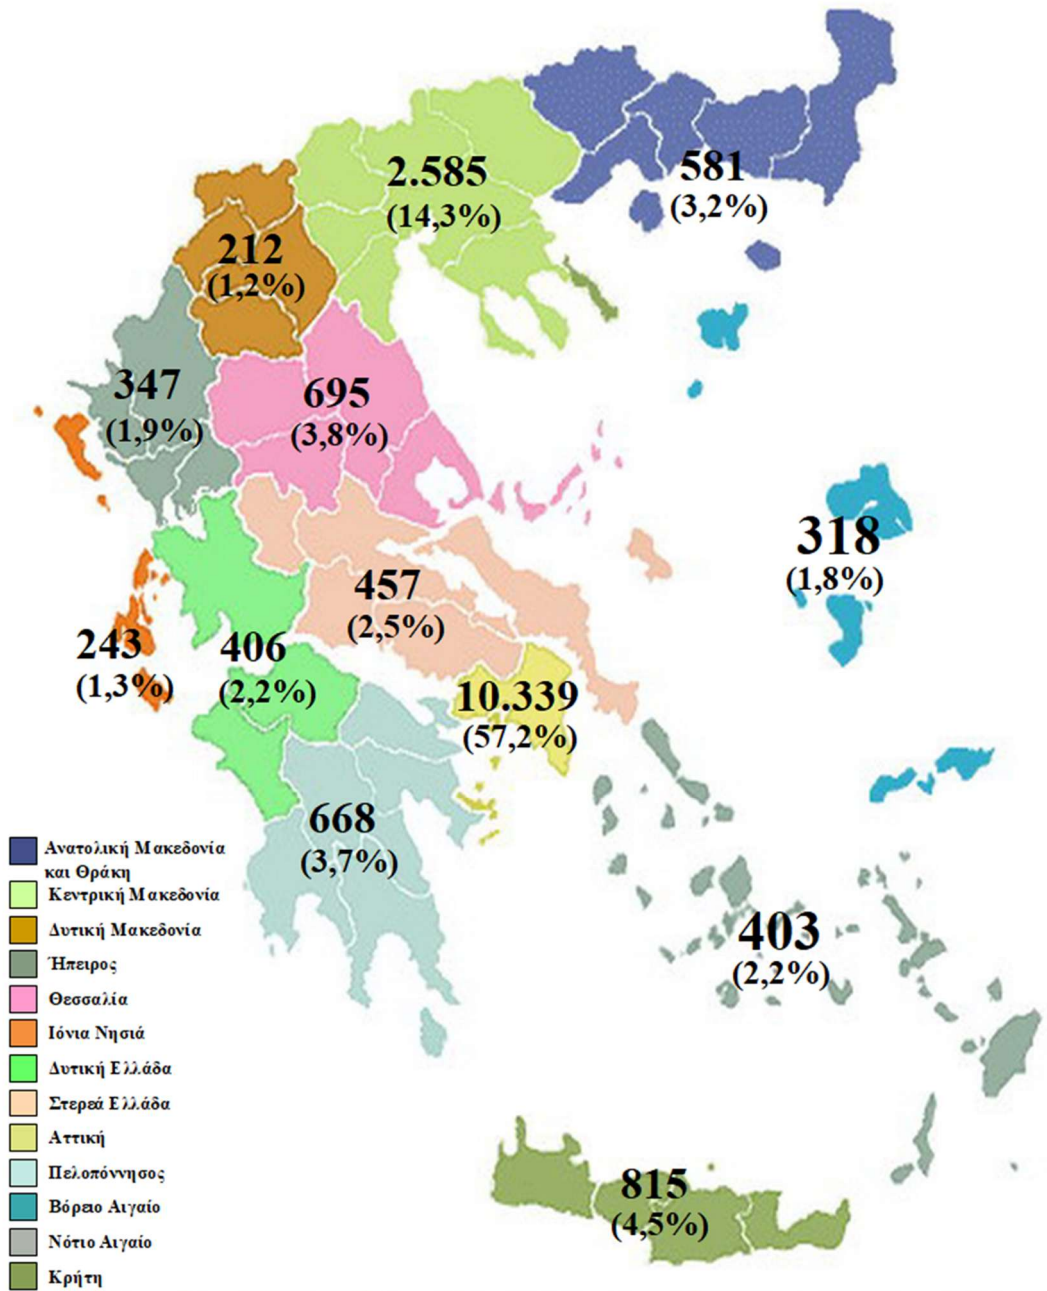 2.585
(14,3%)
581
(3,2%)
212
(1,2%)
347
(1,9%)
695
(3,8%)
318
(1,8%)
457
(2,5%)
243
(1,3%)
406
(2,2%)
10.339
(57,2%)
668
(3,7%)
403
(2,2%)
815
(4,5%)
Ανατολική Μακεδονία
και Θράκη
Κεντρική Μακεδονία
Δυτική Μακεδονία
Ήπειρος
Θεσσαλία
Ιόνια Νησιά
Δυτική Ελλάδα
Στερεά Ελλάδα
Αττική
Πελοπόννησος
Βόρειο Αιγαίο
Νότιο Αιγαίο
Κρήτη